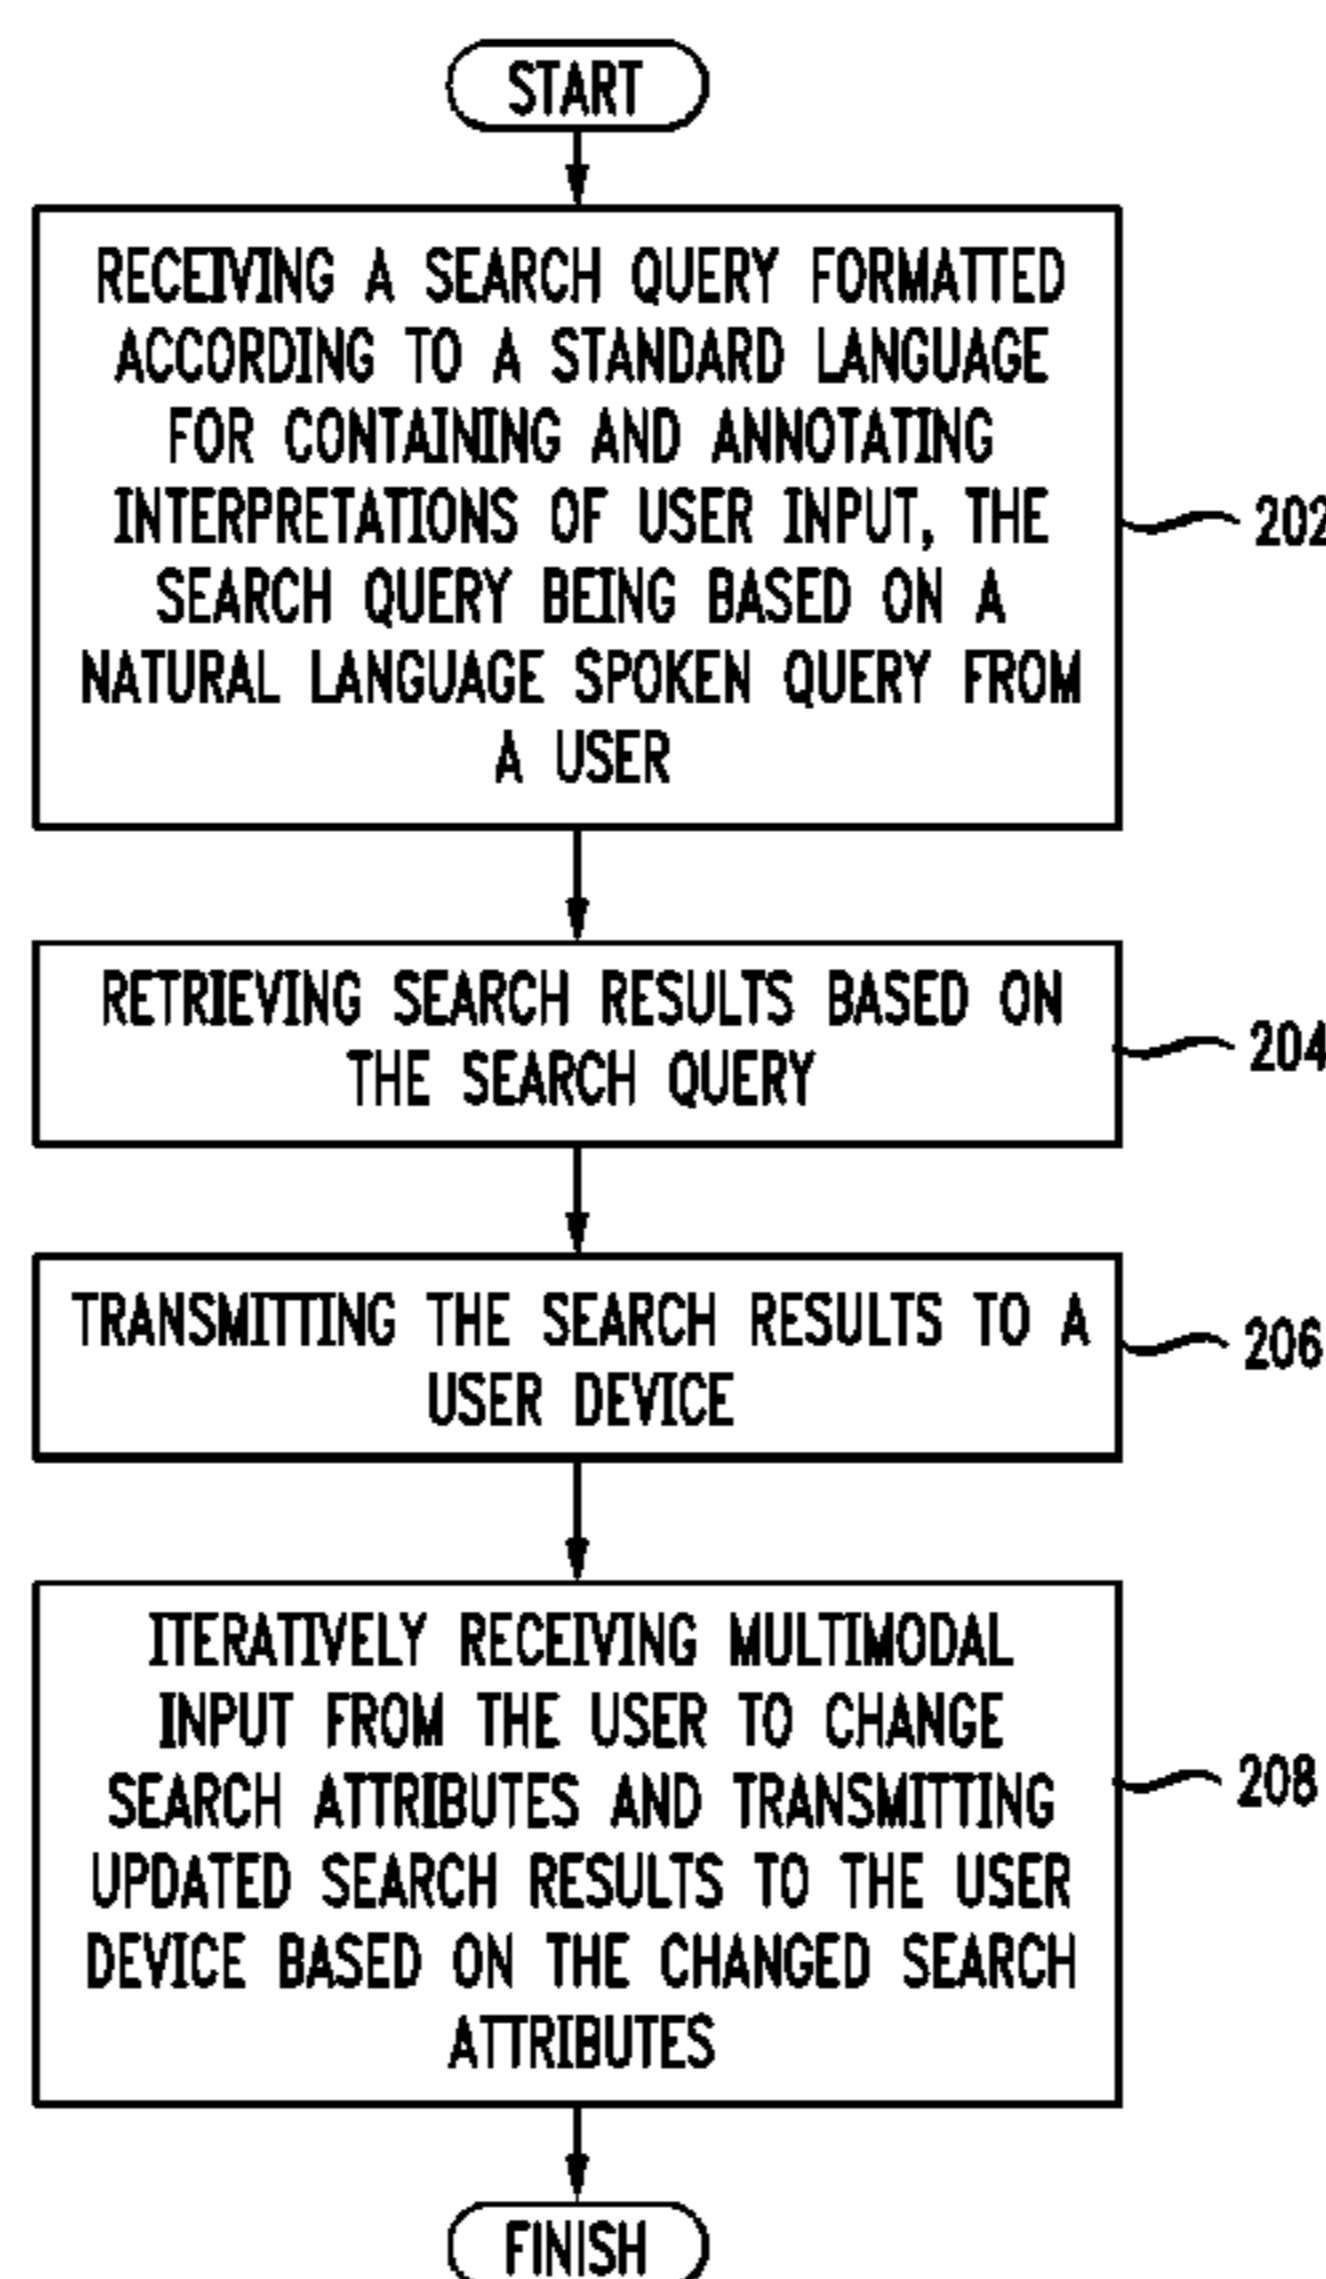 START
RECEIVING A SEARCH QUERY FORMATTED
ACCORDING TO A STANDARD LANGUAGE
FOR CONTAINING AND ANNOTATING
INTERPRETATIONS OF USER INPUT, THE
SEARCH QUERY BEING BASED ON A
NATURAL LANGUAGE SPOKEN QUERY FROM
A USER
202
RETRIEVING SEARCH RESULTS BASED ON
THE SEARCH QUERY
204
TRANSMITTING THE SEARCH RESULTS TO A
USER DEVICE
206
ITERATIVELY RECEIVING MULTIMODAL
INPUT FROM THE USER TO CHANGE
SEARCH ATTRIBUTES AND TRANSMITTING
UPDATED SEARCH RESULTS TO THE USER
DEVICE BASED ON THE CHANGED SEARCH
ATTRIBUTES
208
FINISH